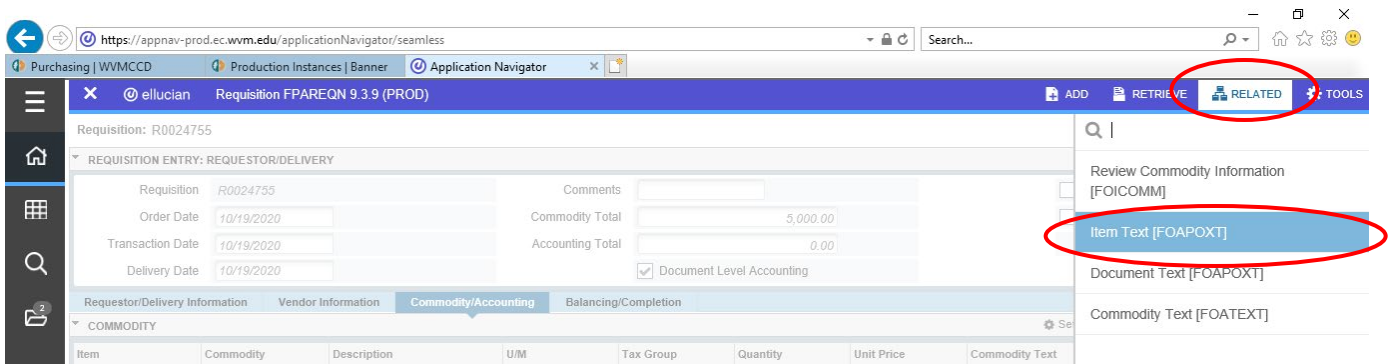 https://appnav-prod.ec.wvm.edu/applicationNavigator/seamless
Search...
Purchasing | WVMCCD
Production Instances | Banner
Application Navigator
ellucian Requisition FPAREQN 9.3.9 (PROD)
ADD RETRIEVE RELATED TOOLS
Requisition: R0024755
REQUISITION ENTRY: REQUESTOR/DELIVERY
Requisition R0024755 Comments
Order Date 10/19/2020 Commodity Total 5,000.00
Transaction Date 10/19/2020 Accounting Total 0.00
Delivery Date 10/19/2020 Document Level Accounting
Requestor/Delivery Information Vendor Information Commodity/Accounting Balancing/Completion
COMMODITY Se
Item Commodity Description U/M Tax Group Quantity Unit Price Commodity Text
2
Review Commodity Information
[FOICOMM]
Item Text [FOAPOXT]
Document Text [FOAPOXT]
Commodity Text [FOATEXT]